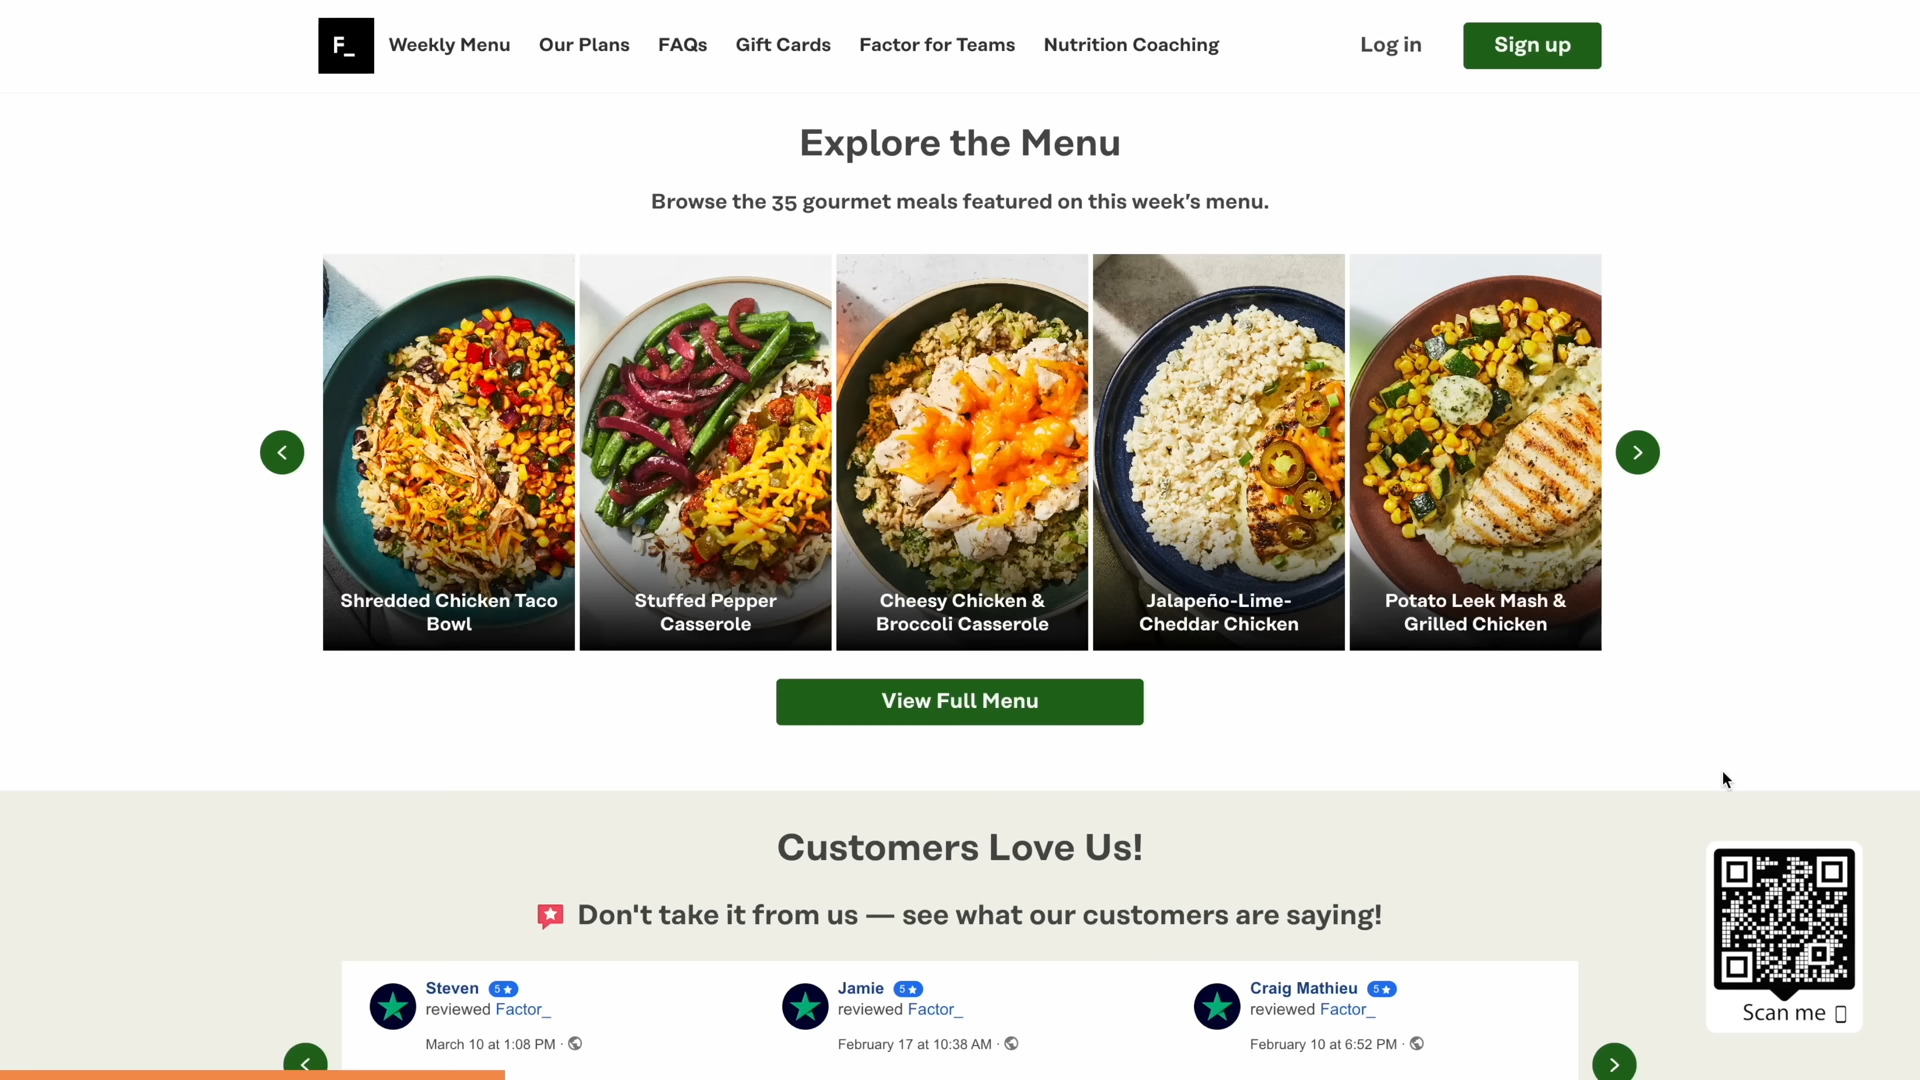 F_
Weekly Menu
Our Plans
FAQs
Gift Cards
Factor for Teams
Nutrition Coaching
Log in
Sign up
Explore the Menu
Browse the 35 gourmet meals featured on this week's menu.
Shredded Chicken Taco
Bowl
Stuffed Pepper
Casserole
Cheesy Chicken &
Broccoli Casserole
Jalapeño-Lime-
Cheddar Chicken
Potato Leek Mash &
Grilled Chicken
View Full Menu
Customers Love Us!
Don't take it from us — see what our customers are saying!
Steven 5★
reviewed Factor_
March 10 at 1:08 PM ·
Jamie 5★
reviewed Factor_
February 17 at 10:38 AM ·
Craig Mathieu 5★
reviewed Factor_
February 10 at 6:52 PM ·
Scan me